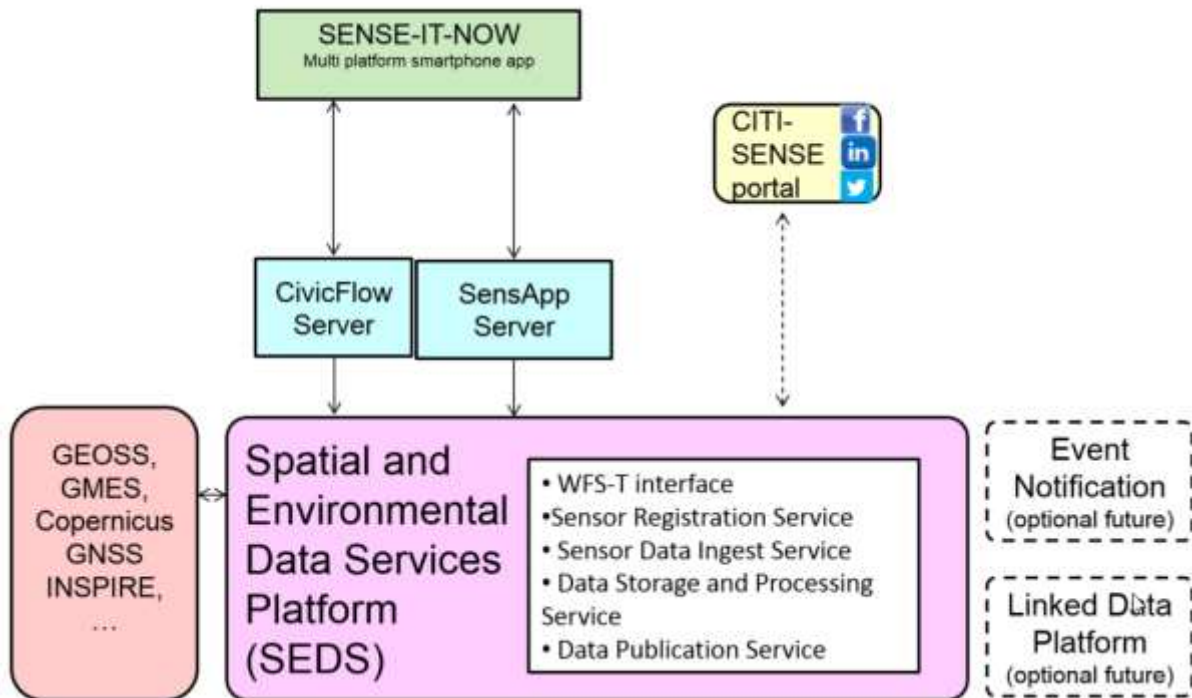 SENSE-IT-NOW
Multi platform smartphone app
CITI-
SENSE
portal
f
in
CivicFlow
Server
SensApp
Server
GEOSS,
GMES,
Copernicus
GNSS
INSPIRE,
...
Spatial and
Environmental
Data Services
Platform
(SEDS)
• WFS-T interface
•Sensor Registration Service
• Sensor Data Ingest Service
• Data Storage and Processing
Service
• Data Publication Service
Event
Notification
(optional future)
Linked Data
Platform
(optional future)